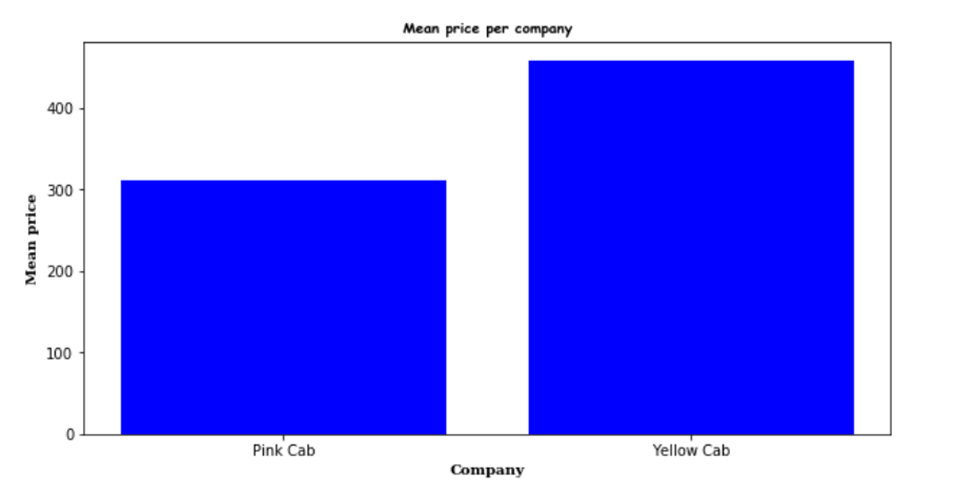 Mean price per company
400
300
200
100
0
Mean price
Pink Cab
Yellow Cab
Company